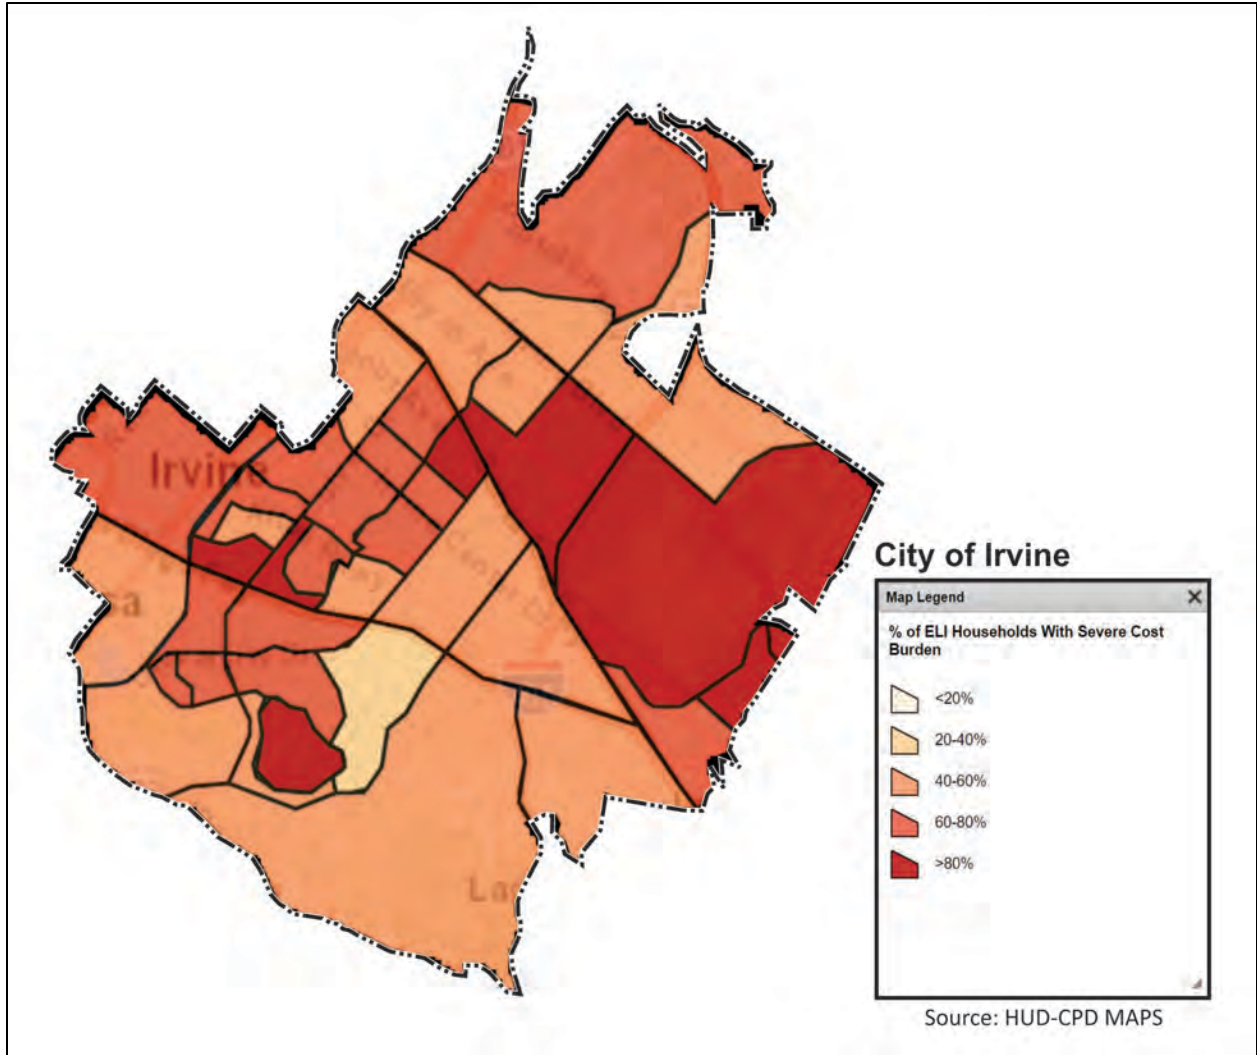 Irvine
City of Irvine
Map Legend
% of ELI Households With Severe Cost
Burden
<20%
20-40%
40-60%
60-80%
>80%
Source: HUD-CPD MAPS